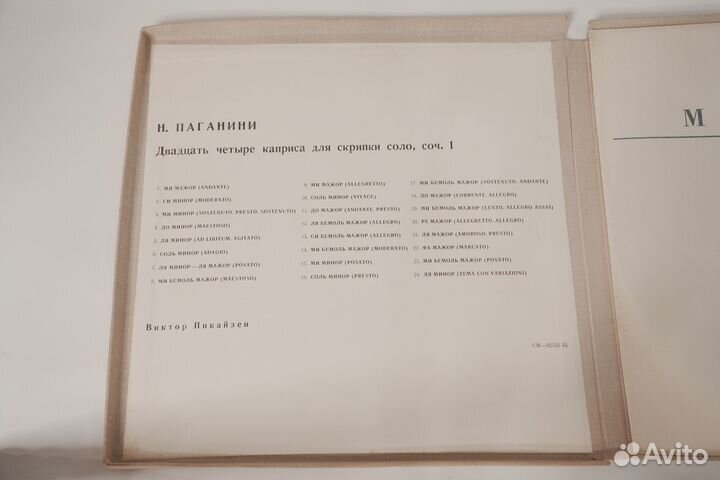 Н. ПАГАНИНИ
Двадцать четыре каприса для скрипки соло, соч. 1
1. МИ МАЖОР (ANDANTE)
2. СИ МИНОР (MODERATO)
3. МИ МИНОР (SOSTENUTO, PRESTO, SOSTENUTO)
4. ДО МИНОР (MAESTOSO)
5. ЛЯ МИНОР (AD LIBITUM, AGITATO)
6. СОЛЬ МИНОР (ADAGIO)
7. ЛЯ МИНОР — ЛЯ МАЖОР (POSATO)
8. МИ БЕМОЛЬ МАЖОР (MAESTOSO)
9. МИ МАЖОР (ALLEGRETTO)
10. СОЛЬ МИНОР (VIVACE)
11. ДО МАЖОР (ANDANTE, PRESTO)
12. ЛЯ БЕМОЛЬ МАЖОР (ALLEGRO)
13. СИ БЕМОЛЬ МАЖОР (ALLEGRO)
14. МИ БЕМОЛЬ МАЖОР (MODERATO)
15. МИ МИНОР (POSATO)
16. СОЛЬ МИНОР (PRESTO)
17. МИ БЕМОЛЬ МАЖОР (SOSTENUTO, ANDANTE)
18. ДО МАЖОР (CORRENTE, ALLEGRO)
19. МИ БЕМОЛЬ МАЖОР (LENTO, ALLEGRO ASSAI)
20. РЕ МАЖОР (ALLEGRETTO, ALLEGRO)
21. ЛЯ МАЖОР (AMOROSO, PRESTO)
22. ФА МАЖОР (MARCATO)
23. МИ БЕМОЛЬ МАЖОР (POSATO)
24. ЛЯ МИНОР (TEMA CON VARIAZIONI)
Виктор Пикайзен
СМ—02341-44
М
Avito